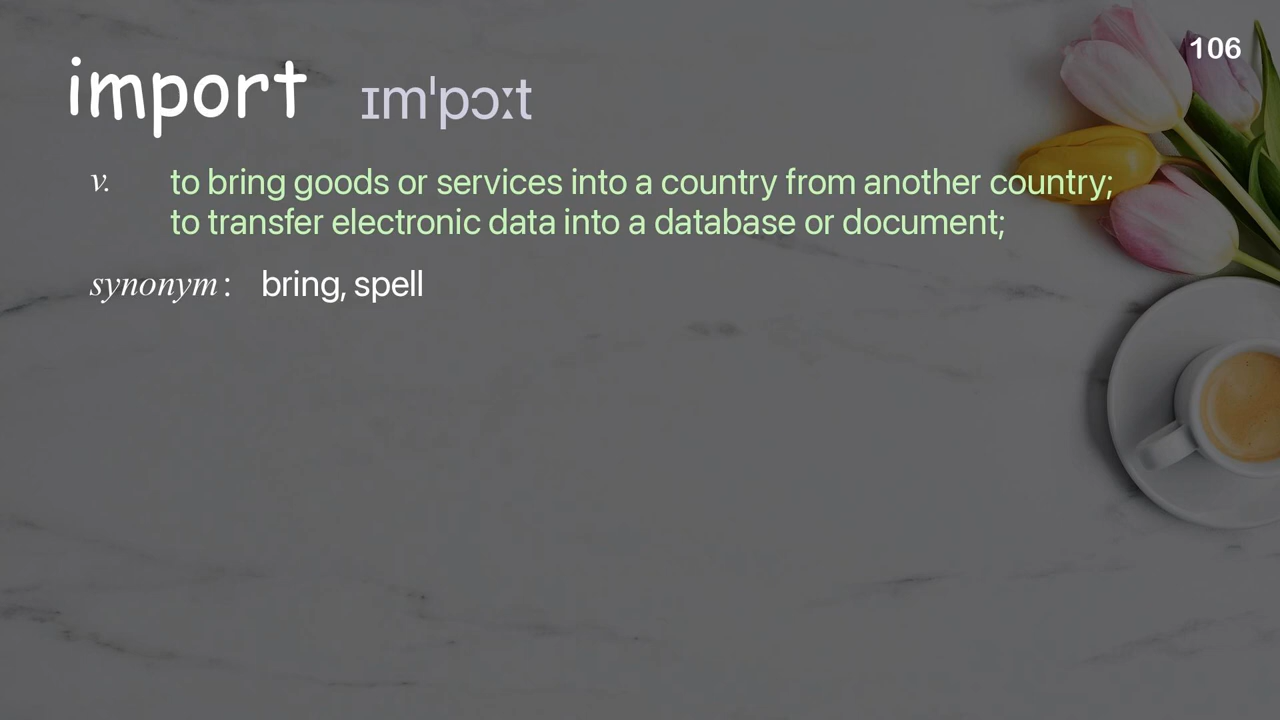 106
import ɪmˈpɔːt
v. to bring goods or services into a country from another country;
to transfer electronic data into a database or document;
synonym : bring, spell